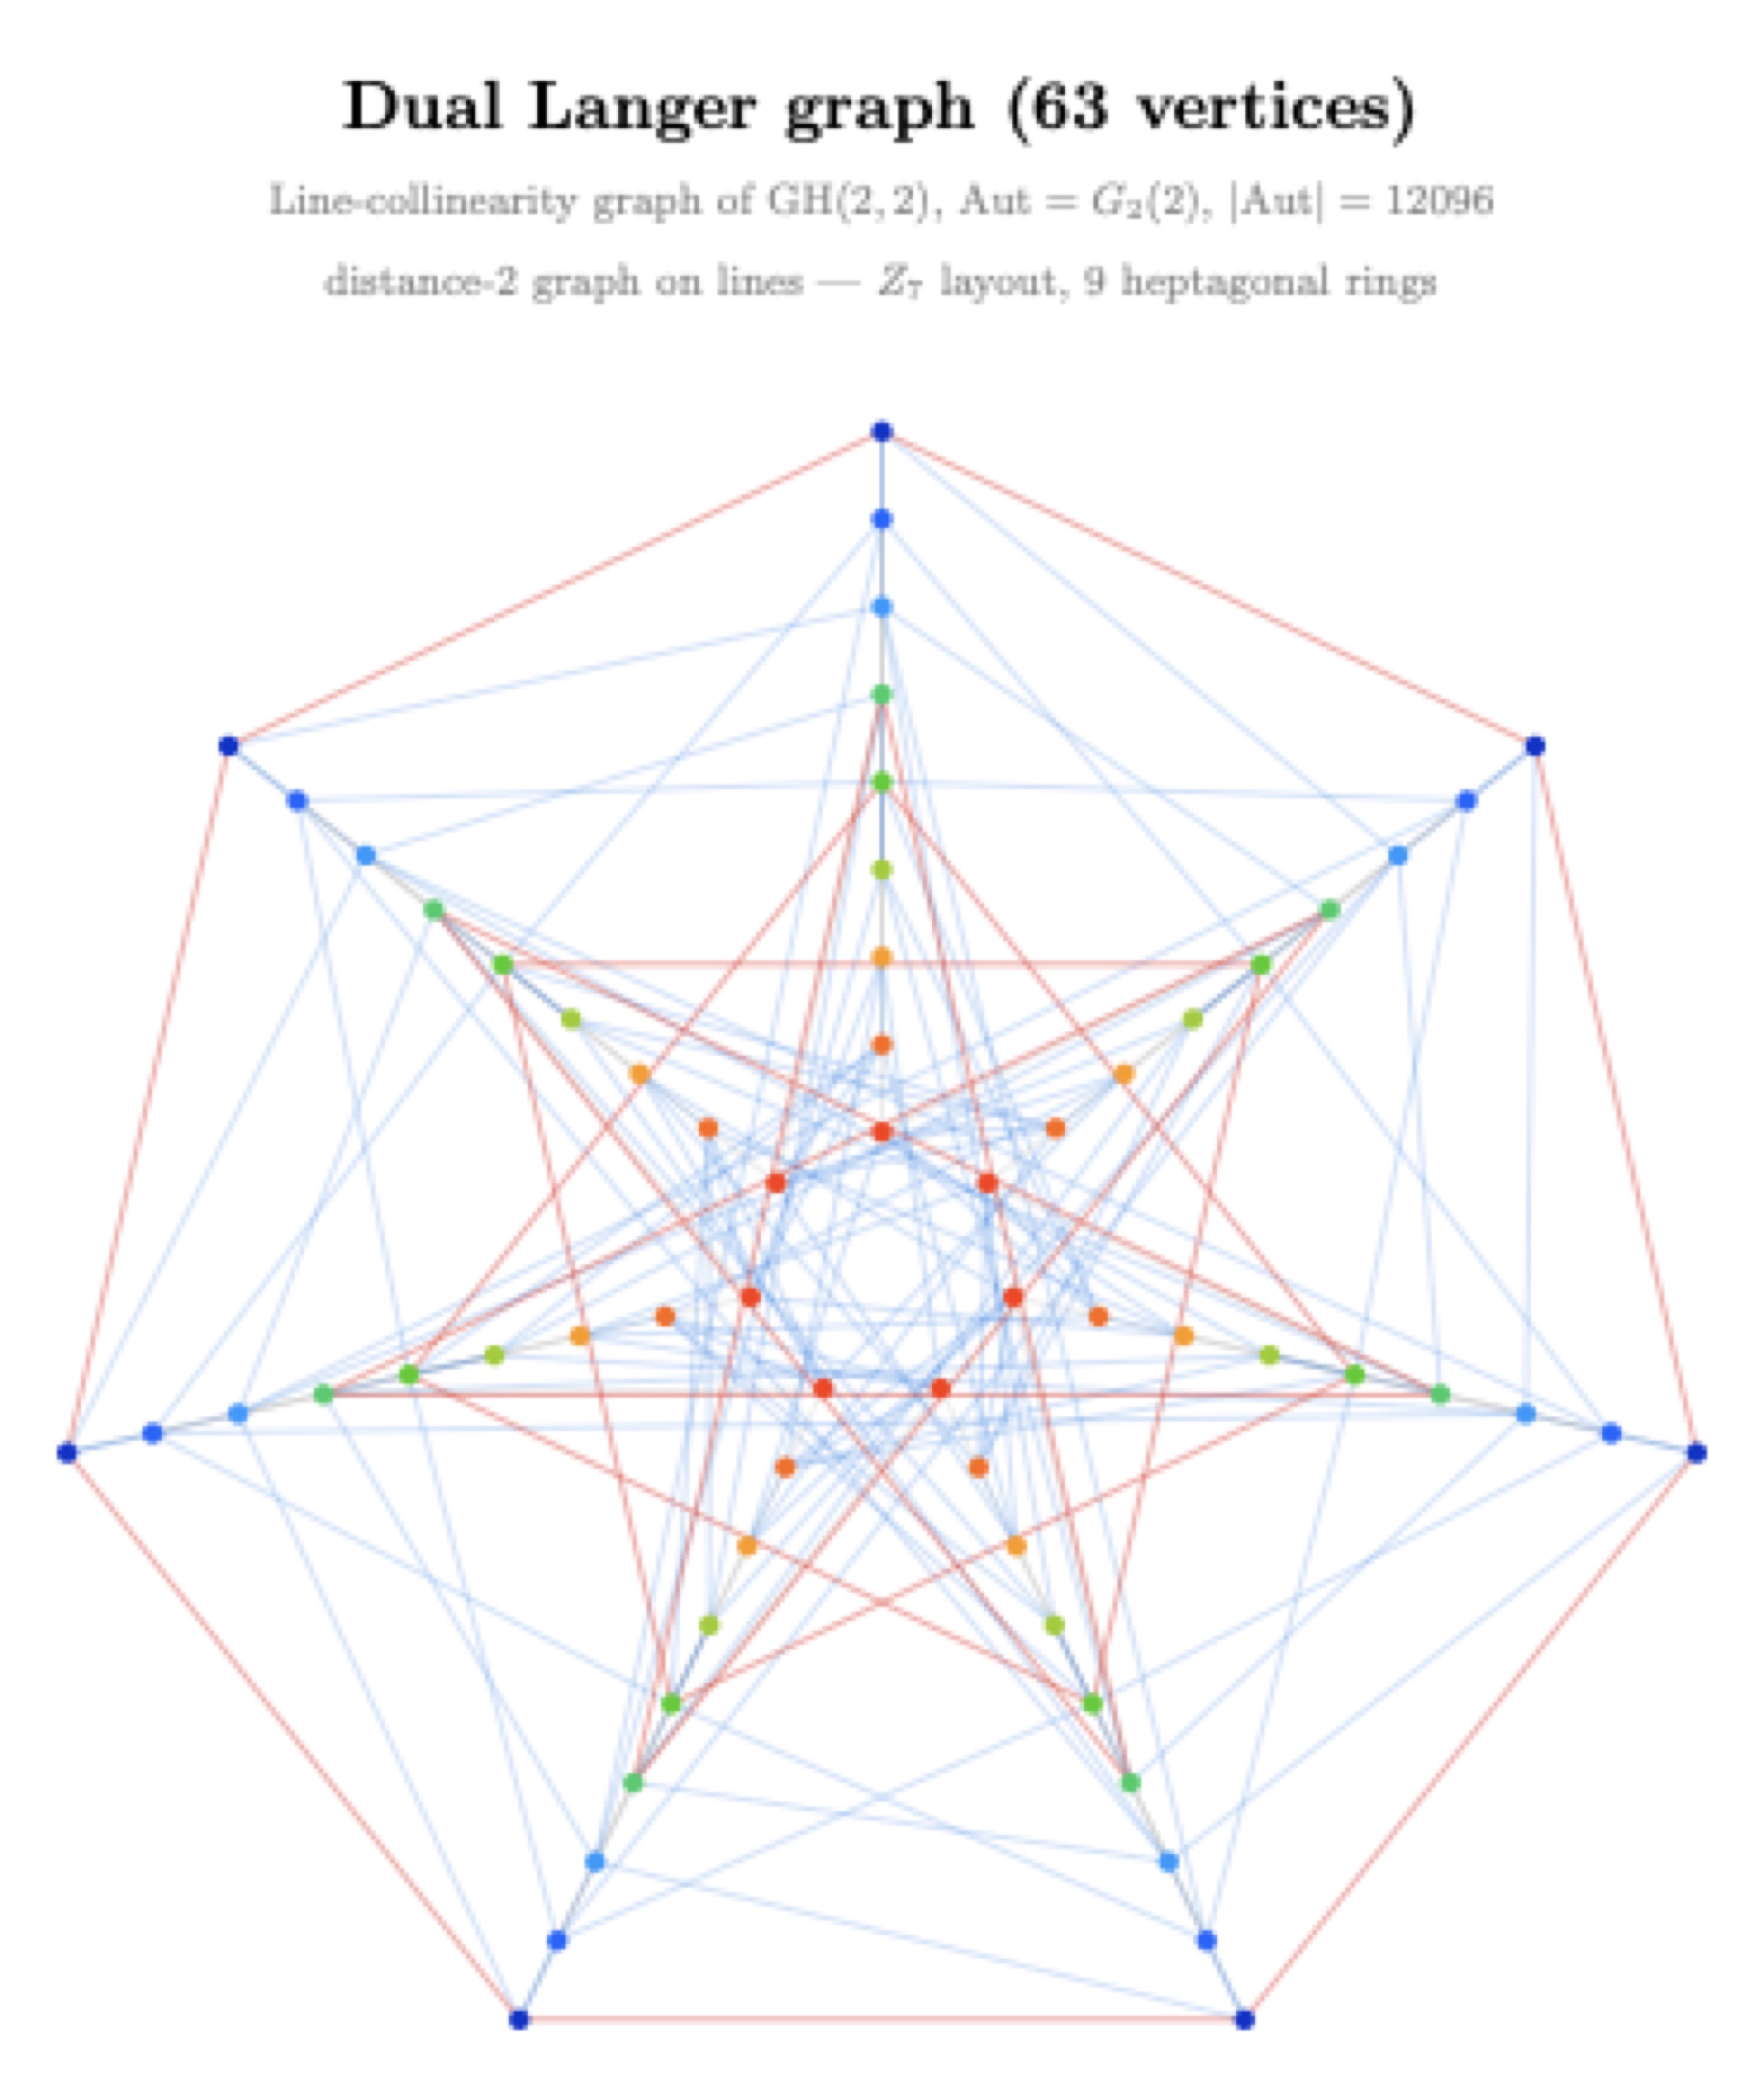 Dual Langer graph (63 vertices)
Line-collinearity graph of GH(2, 2), Aut = G₂(2), |Aut| = 12096
distance-2 graph on lines — Z₇ layout, 9 heptagonal rings